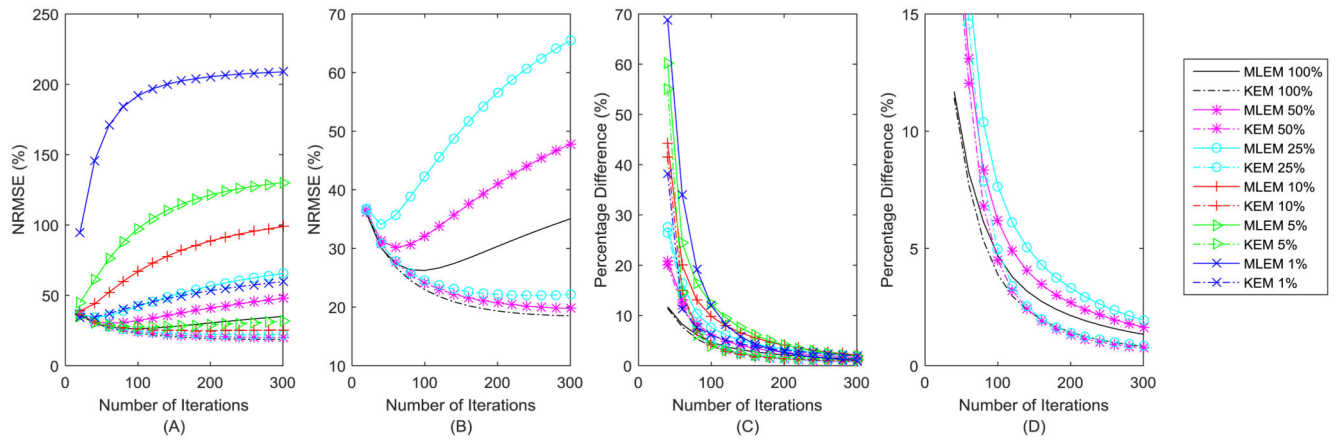 NRMSE (%)
250
200
150
100
50
0
0 100 200 300
Number of Iterations
(A)
NRMSE (%)
70
60
50
40
30
20
10
0 100 200 300
Number of Iterations
(B)
Percentage Difference (%)
70
60
50
40
30
20
10
0
0 100 200 300
Number of Iterations
(C)
Percentage Difference (%)
15
10
5
0
0 100 200 300
Number of Iterations
(D)
MLEM 100%
KEM 100%
MLEM 50%
KEM 50%
MLEM 25%
KEM 25%
MLEM 10%
KEM 10%
MLEM 5%
KEM 5%
MLEM 1%
KEM 1%